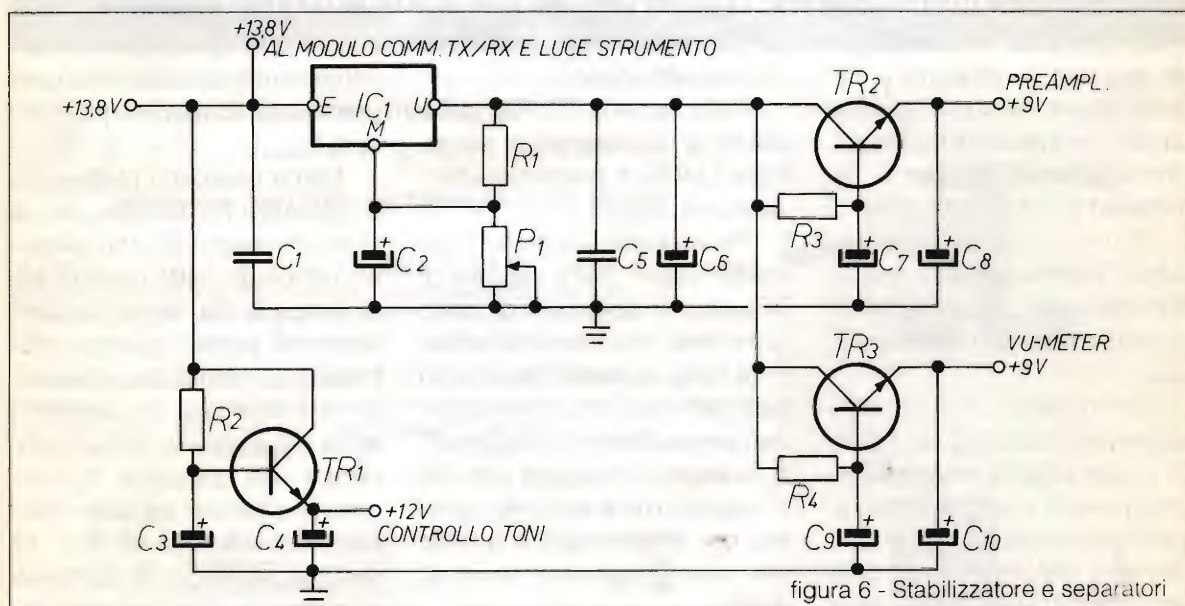 +13,8V
AL MODULO COMM. TX/RX E LUCE STRUMENTO
+13,8V
E IC1 U
M
R1
P1
C1
C2
C5
C6
TR2
PREAMPL.
+9V
R3
C7
C8
TR3
VU-METER
+9V
R4
C9
C10
R2
TR1
+12V
CONTROLLO TONI
C3
C4
figura 6 - Stabilizzatore e separatori